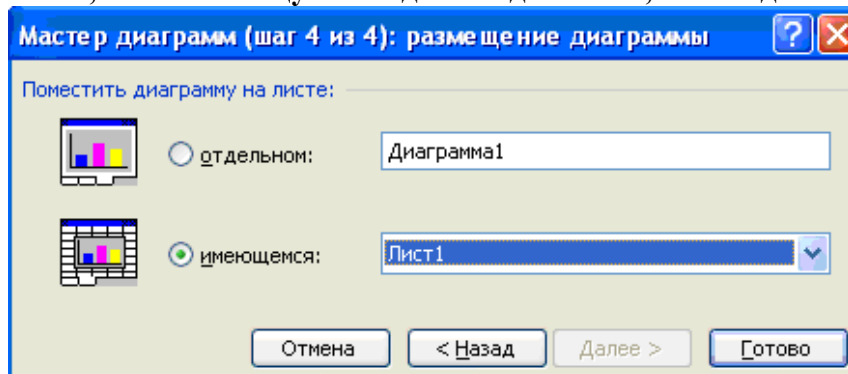 Мастер диаграмм (шаг 4 из 4): размещение диаграммы
Поместить диаграмму на листе:
отдельном: Диаграмма1
имеющемся: Лист1
Отмена < Назад Далее > Готово